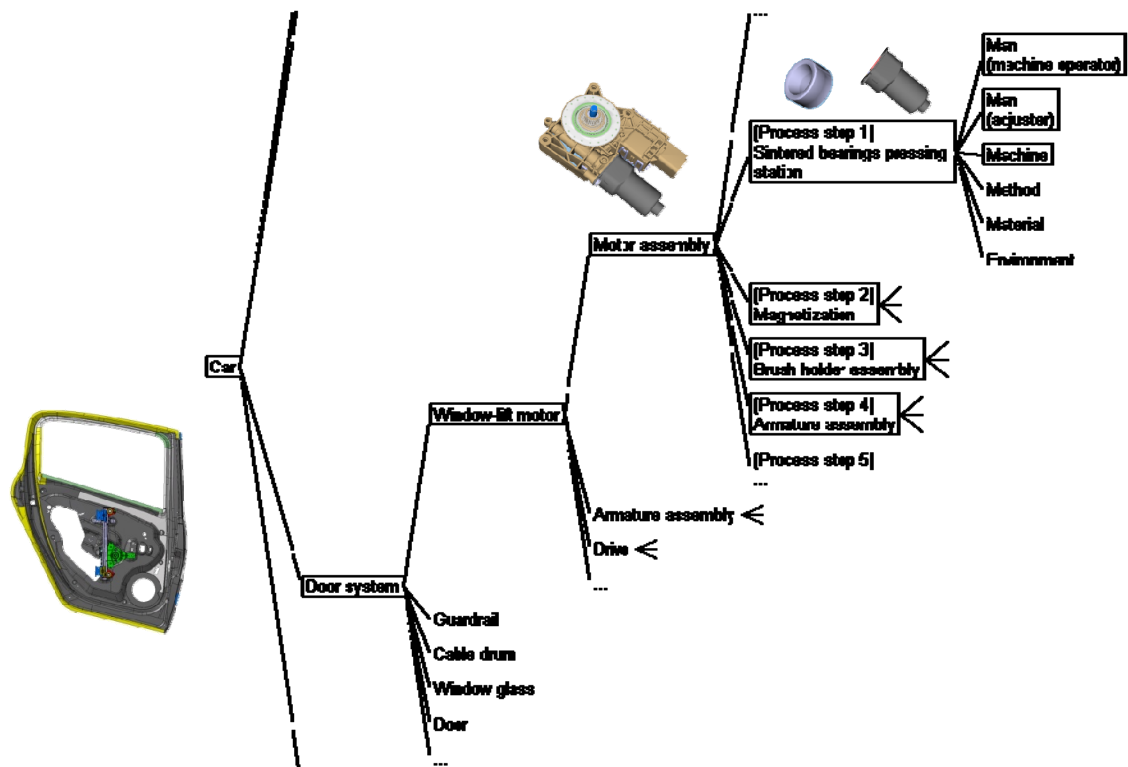 ...
Man
(machine operator)
Man
(adjuster)
[Process step 1]
Sintered bearings pressing
station
Machine
Method
Material
Environment
Motor assembly
[Process step 2]
Magnetization
[Process step 3]
Brush holder assembly
Car
[Process step 4]
Armature assembly
Window-lift motor
[Process step 5]
...
Armature assembly
Drive
...
Door system
Guardrail
Cable drum
Window glass
Door
...